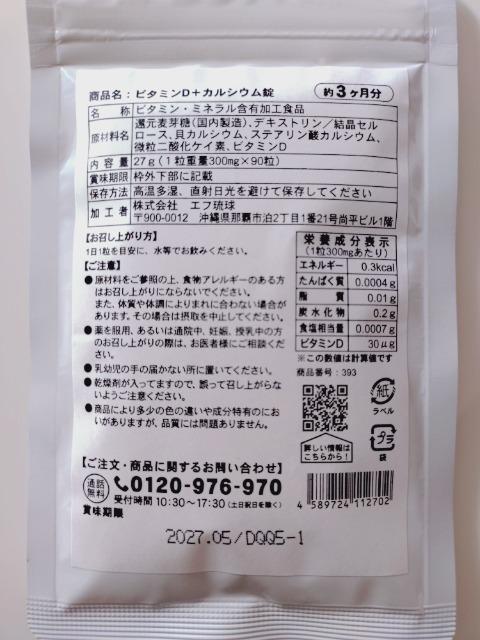 商品名：ビタミンD＋カルシウム錠
約3ヶ月分
名 称 ビタミン・ミネラル含有加工食品
原材料名 還元麦芽糖(国内製造)、デキストリン／結晶セル
ロース、貝カルシウム、ステアリン酸カルシウム、
微粒二酸化ケイ素、ビタミンD
内 容 量 27g(1粒重量300mg×90粒)
賞味期限 枠外下部に記載
保存方法 高温多湿、直射日光を避けて保存してください
加 工 者 株式会社 エフ琉球
〒900-0012 沖縄県那覇市泊2丁目1番21号尚平ビル1階
【お召し上がり方】
1日1粒を目安に、水等でお飲みください。
【ご注意】
●原材料をご参照の上、食物アレルギーのある方
はお召し上がりにならないでください。
また、体質や体調によりまれに合わない場合が
あります。その場合は摂取を中止してください。
●薬を服用、あるいは通院中、妊娠、授乳中の方
のお召し上がりの際は、お医者様にご相談くだ
さい。
●乳幼児の手の届かない所に置いてください。
●乾燥剤が入ってますので、誤って召し上がらな
いようご注意ください。
●商品により多少の色の違いや成分特有のにお
いがありますが、品質には問題ありません。
栄養成分表示
(1粒300mgあたり)
エネルギー 0.3kcal
たんぱく質 0.0004g
脂 質 0.01g
炭水化物 0.2g
食塩相当量 0.0007g
ビタミンD 30μg
※この数値は計算値です
商品番号：393
紙
ラベル
プラ
袋
詳しい情報は
こちらから！
【ご注文・商品に関するお問い合わせ】
通話
無料
0120-976-970
受付時間 10:30～17:30 (土日祝日を除く)
賞味期限
4 589724 112702
2027.05/DQQ5-1